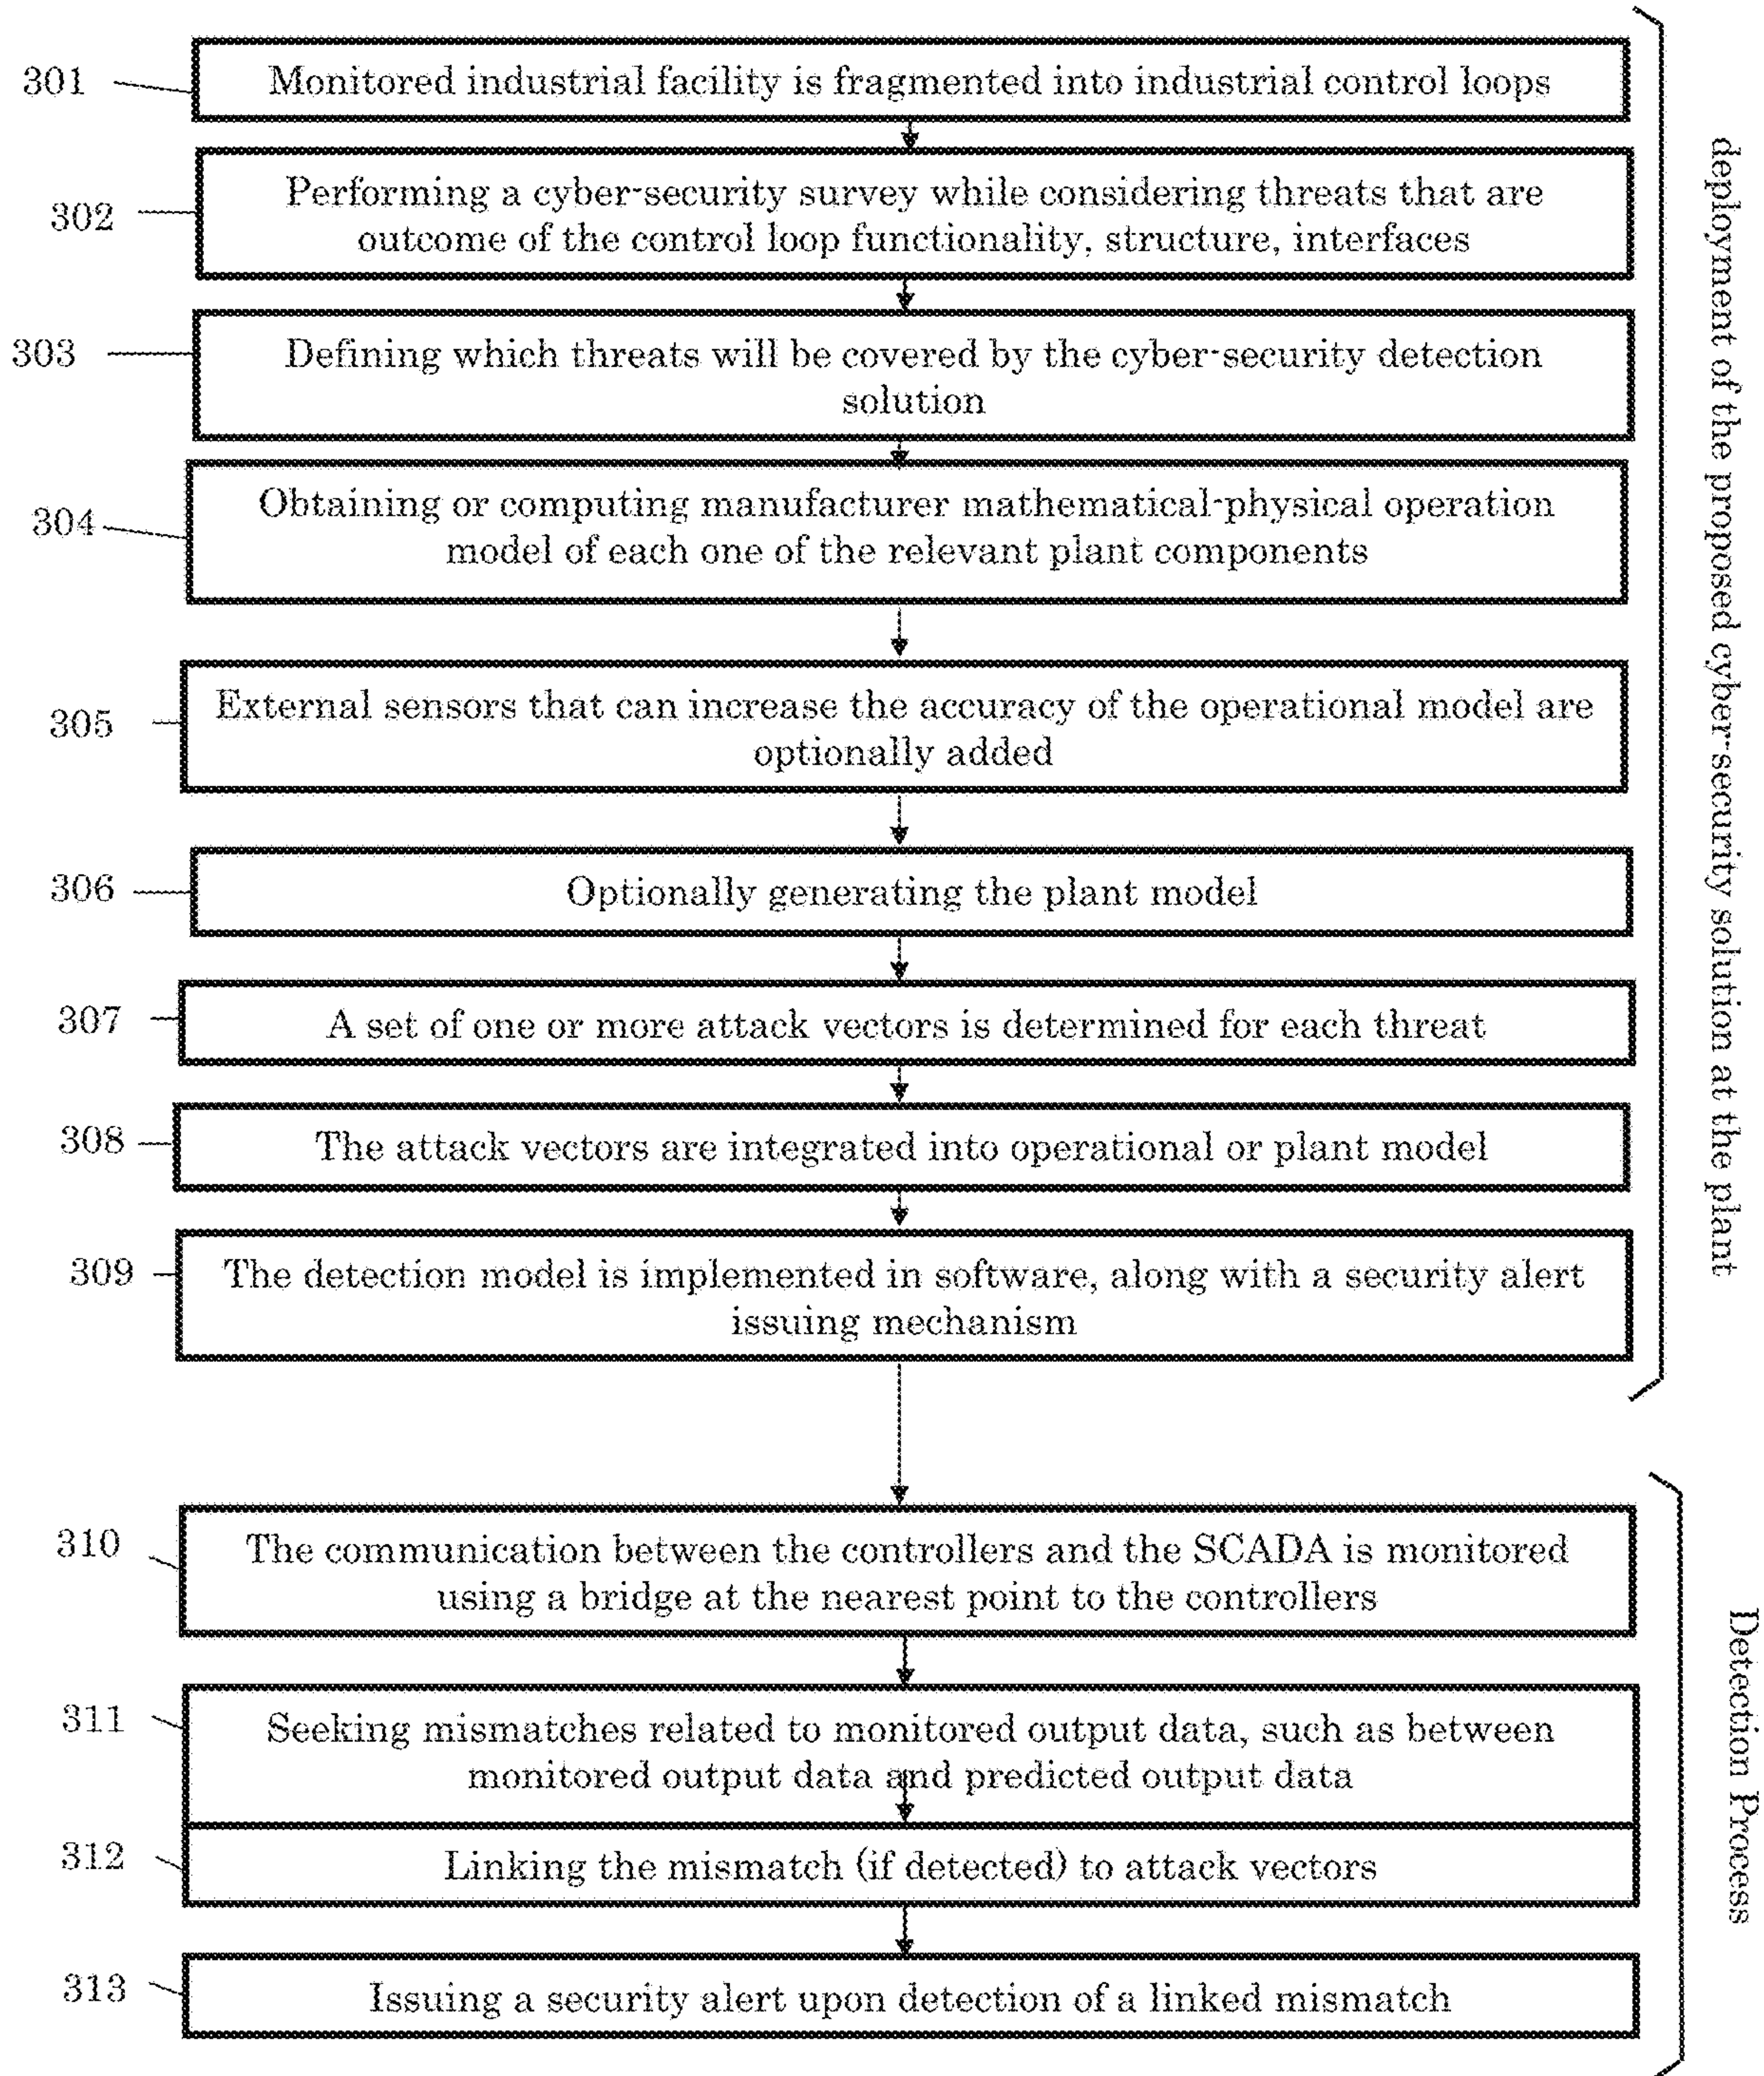 301
Monitored industrial facility is fragmented into industrial control loops
302
Performing a cyber-security survey while considering threats that are
outcome of the control loop functionality, structure, interfaces
303
Defining which threats will be covered by the cyber-security detection
solution
304
Obtaining or computing manufacturer mathematical-physical operation
model of each one of the relevant plant components
305
External sensors that can increase the accuracy of the operational model are
optionally added
306
Optionally generating the plant model
307
A set of one or more attack vectors is determined for each threat
308
The attack vectors are integrated into operational or plant model
309
The detection model is implemented in software, along with a security alert
issuing mechanism
deployment of the proposed cyber-security solution at the plant
310
The communication between the controllers and the SCADA is monitored
using a bridge at the nearest point to the controllers
311
Seeking mismatches related to monitored output data, such as between
monitored output data and predicted output data
312
Linking the mismatch (if detected) to attack vectors
313
Issuing a security alert upon detection of a linked mismatch
Detection Process